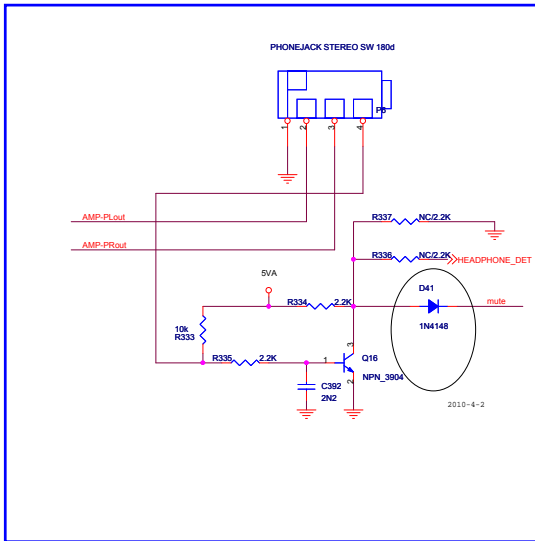 PHONEJACK STEREO SW 180d
P6
1
2
3
4
AMP-PLout
R337
NC/2.2K
AMP-PRout
R336
NC/2.2K
HEADPHONE_DET
5VA
D41
R334
2.2K
mute
10k
R333
1N4148
3
R335
2.2K
1
Q16
C392
2N2
2
NPN_3904
2010-4-2